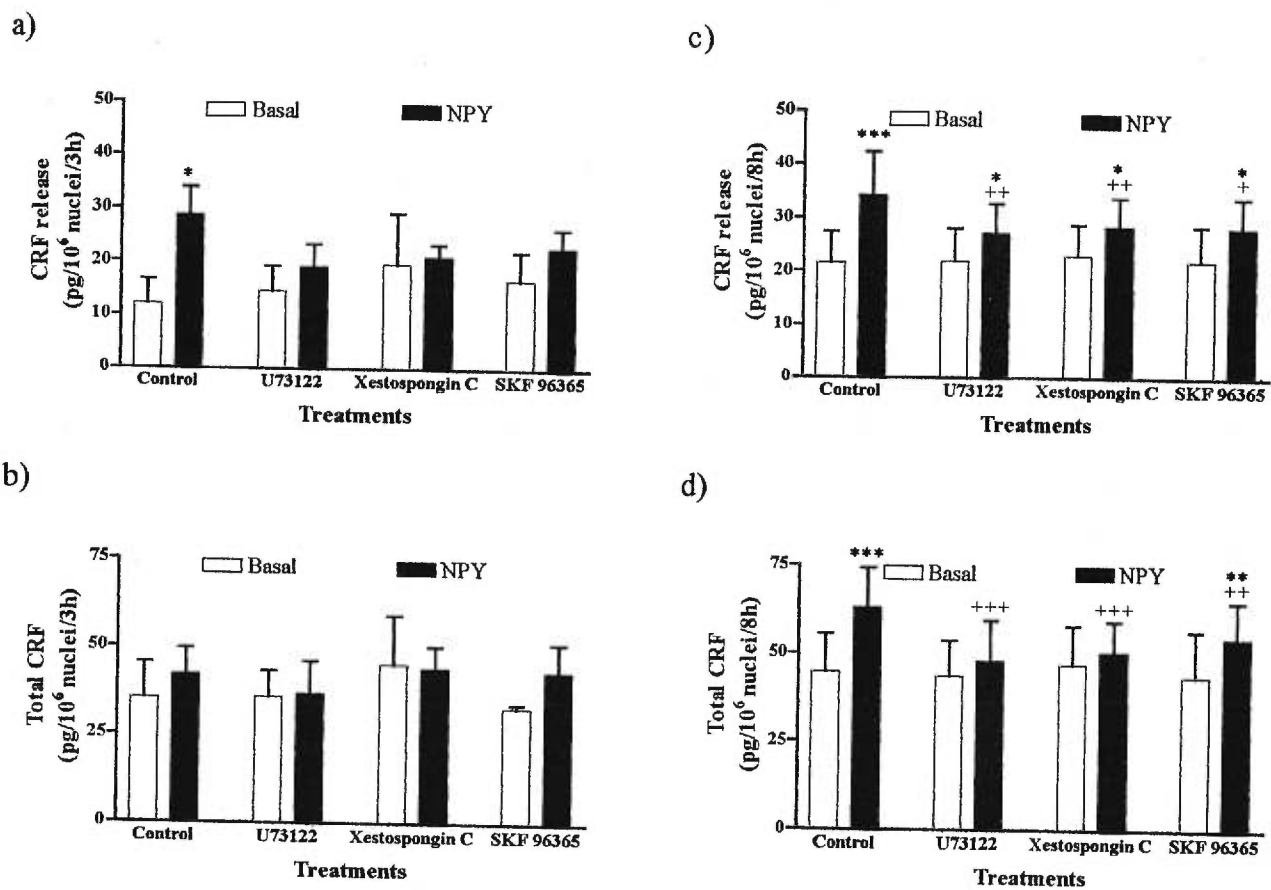 a)
50
40
30
20
10
0
CRF release
(pg/10⁶ nuclei/3h)
Basal
NPY
*
Control
U73122
Xestospongin C
SKF 96365
Treatments
c)
50
40
30
20
10
0
CRF release
(pg/10⁶ nuclei/8h)
Basal
NPY
***
*
++
*
++
*
+
Control
U73122
Xestospongin C
SKF 96365
Treatments
b)
75
50
25
0
Total CRF
(pg/10⁶ nuclei/3h)
Basal
NPY
Control
U73122
Xestospongin C
SKF 96365
Treatments
d)
75
50
25
0
Total CRF
(pg/10⁶ nuclei/8h)
Basal
NPY
***
+++
+++
**
++
Control
U73122
Xestospongin C
SKF 96365
Treatments